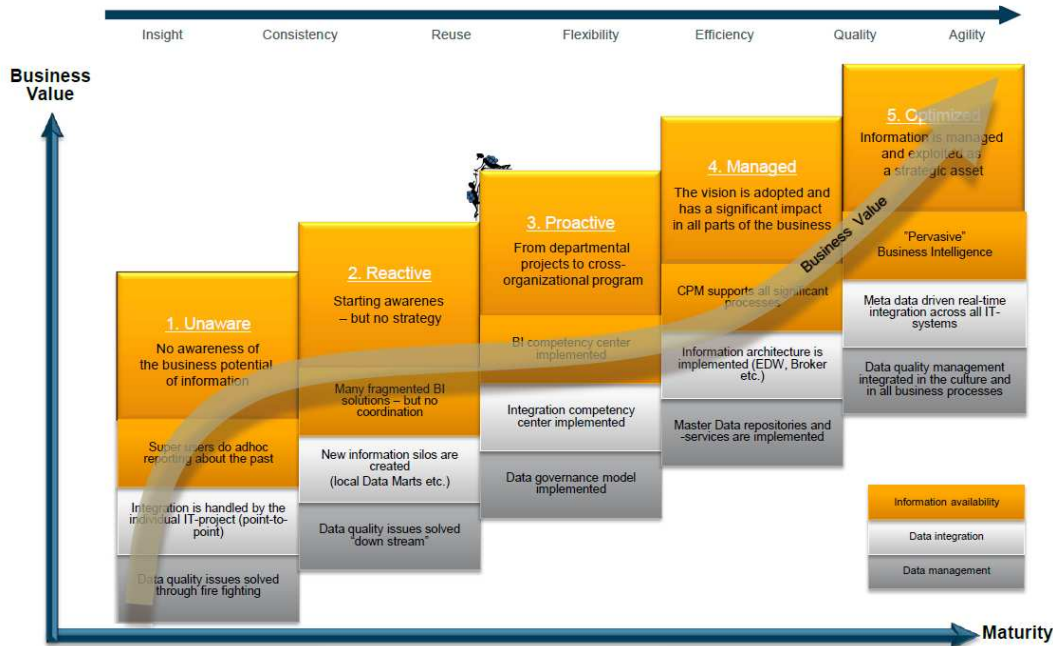 Insight Consistency Reuse Flexibility Efficiency Quality Agility
Business
Value
1. Unaware
No awareness of
the business potential
of information
Super users do adhoc
reporting about the past
Integration is handled by the
individual IT-project (point-to-
point)
Data quality issues solved
through fire fighting
2. Reactive
Starting awarenes
– but no strategy
Many fragmented BI
solutions – but no
coordination
New information silos are
created
(local Data Marts etc.)
Data quality issues solved
"down stream"
3. Proactive
From departmental
projects to cross-
organizational program
BI competency center
implemented
Integration competency
center implemented
Data governance model
implemented
4. Managed
The vision is adopted and
has a significant impact
in all parts of the business
CPM supports all significant
processes
Information architecture is
implemented (EDW, Broker
etc.)
Master Data repositories and
-services are implemented
5. Optimized
Information is managed
and exploited as
a strategic asset
"Pervasive"
Business Intelligence
Meta data driven real-time
integration across all IT-
systems
Data quality management
integrated in the culture and
in all business processes
Business Value
Information availability
Data integration
Data management
Maturity